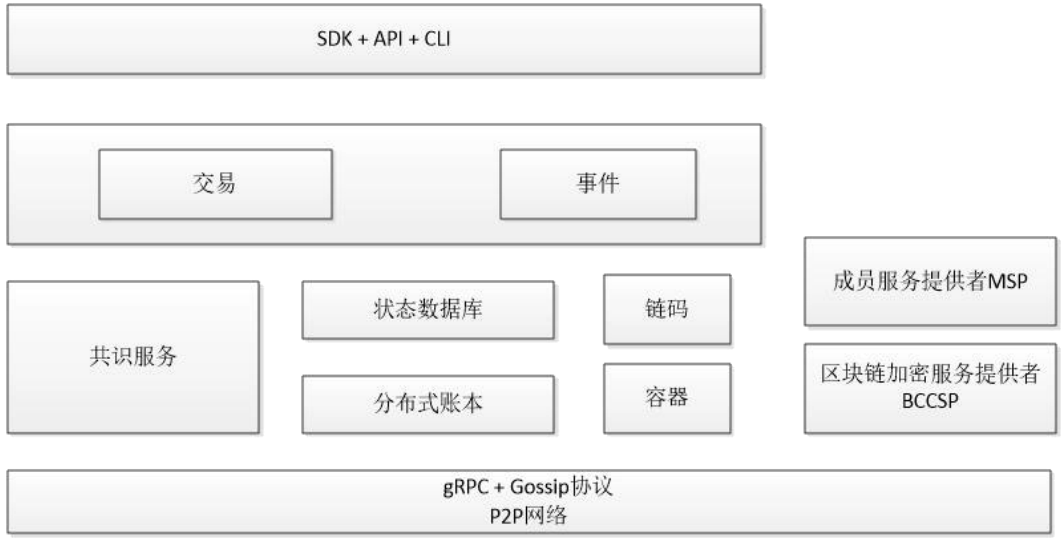 SDK + API + CLI
交易
事件
成员服务提供者MSP
共识服务
状态数据库
链码
分布式账本
容器
区块链加密服务提供者
BCCSP
gRPC + Gossip协议
P2P网络